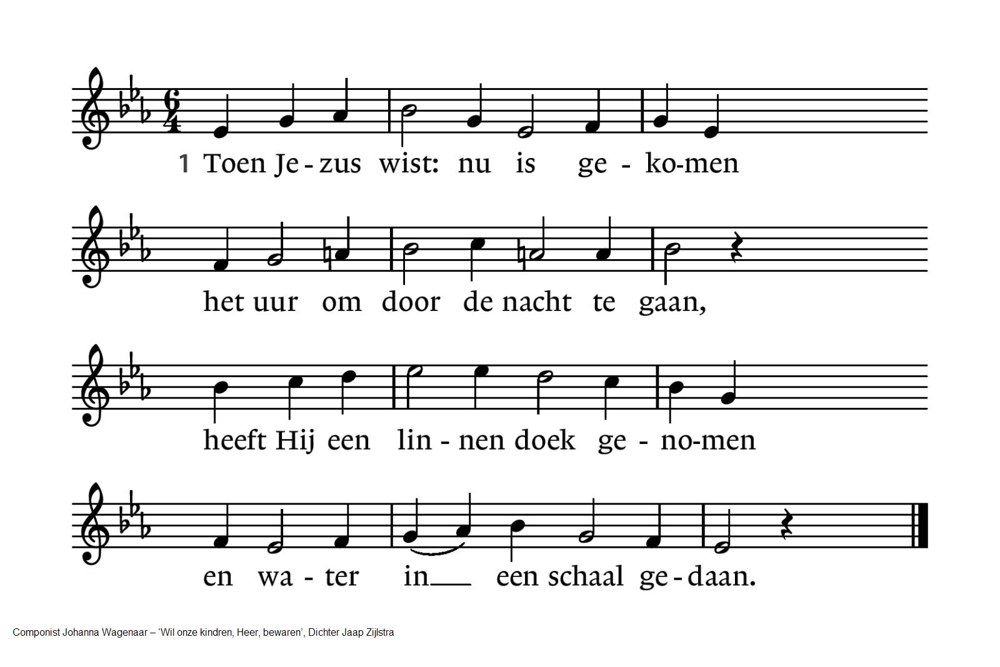 6
4
1 Toen Je - zus wist: nu is ge - ko-men
het uur om door de nacht te gaan,
heeft Hij een lin - nen doek ge - no-men
en wa - ter in___ een schaal ge - daan.
Componist Johanna Wagenaar – ‘Wil onze kindren, Heer, bewaren’, Dichter Jaap Zijlstra